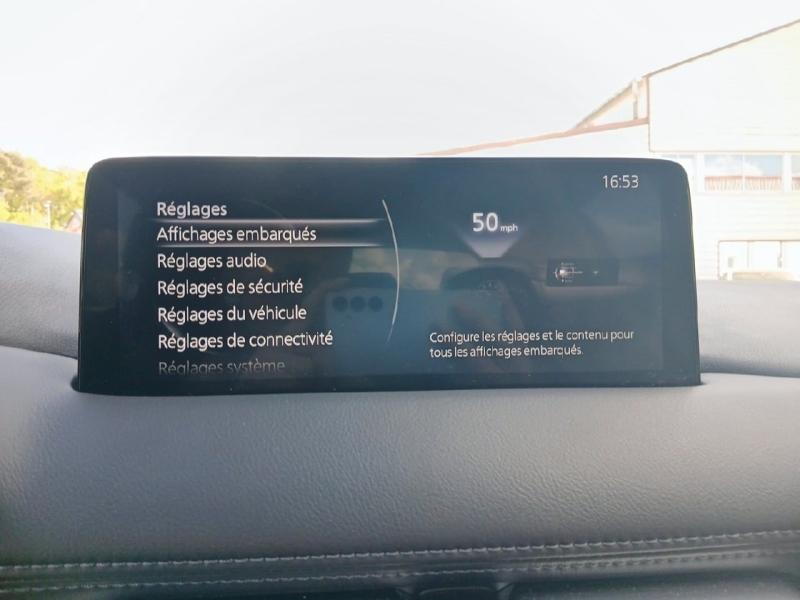 16:53
Réglages
Affichages embarqués
Réglages audio
Réglages de sécurité
Réglages du véhicule
Réglages de connectivité
Réglages système
50 mph
Configure les réglages et le contenu pour
tous les affichages embarqués.